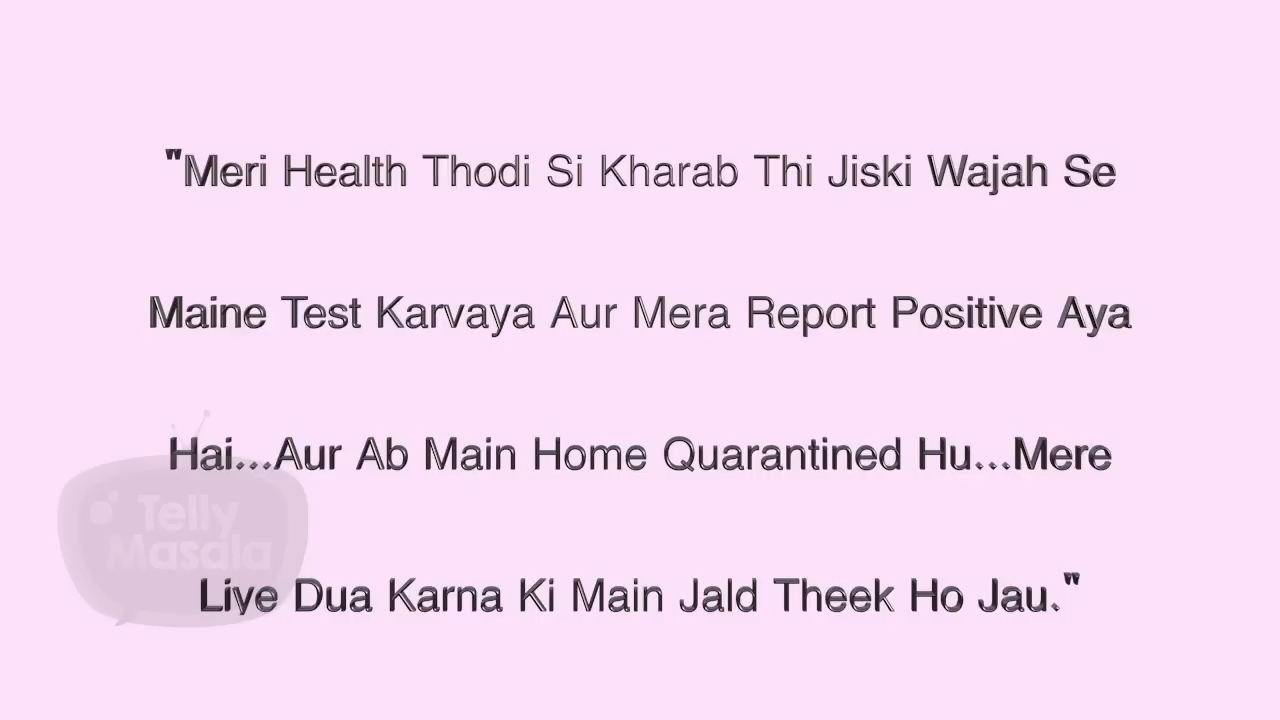 "Meri Health Thodi Si Kharab Thi Jiski Wajah Se
Maine Test Karvaya Aur Mera Report Positive Aya
Hai...Aur Ab Main Home Quarantined Hu...Mere
Telly
Masala
Liye Dua Karna Ki Main Jald Theek Ho Jau."